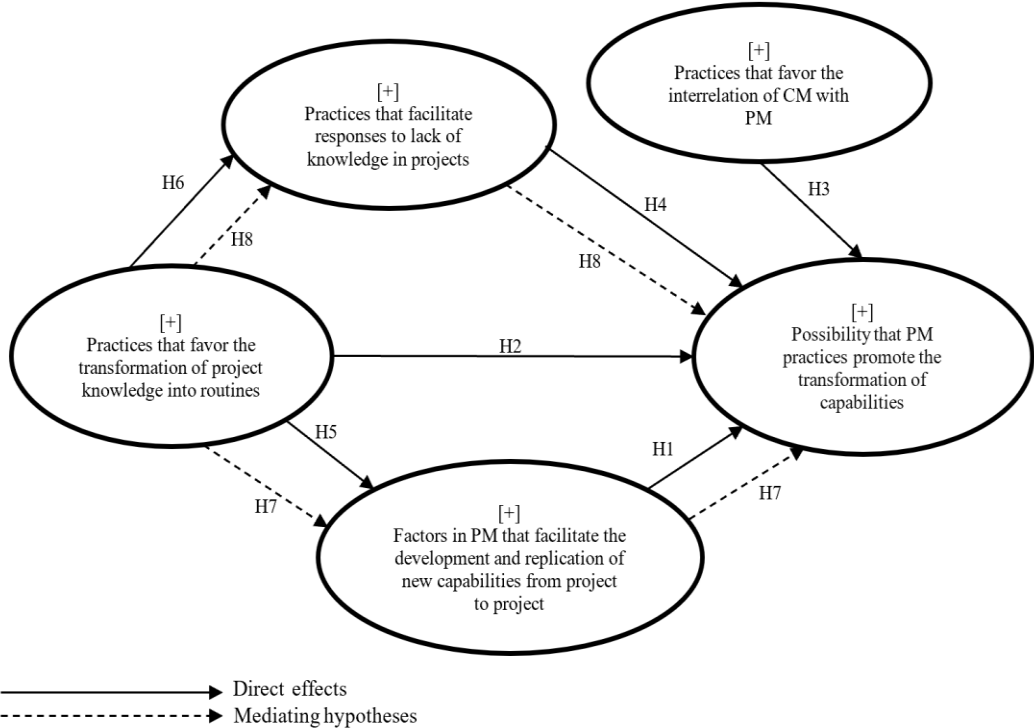 [+]
Practices that favor the
interrelation of CM with
PM
[+]
Practices that facilitate
responses to lack of
knowledge in projects
H6
H8
H4
H8
H3
[+]
Practices that favor the
transformation of project
knowledge into routines
H2
[+]
Possibility that PM
practices promote the
transformation of
capabilities
H5
H7
H1
H7
[+]
Factors in PM that facilitate the
development and replication of
new capabilities from project
to project
Direct effects
Mediating hypotheses